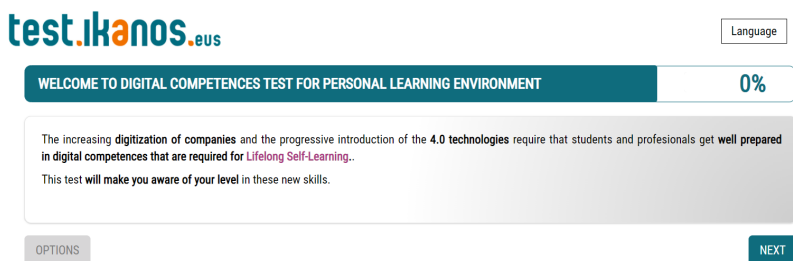 test.ikanos.eus
Language
WELCOME TO DIGITAL COMPETENCES TEST FOR PERSONAL LEARNING ENVIRONMENT
0%
The increasing digitization of companies and the progressive introduction of the 4.0 technologies require that students and profesionals get well prepared
in digital competences that are required for Lifelong Self-Learning..
This test will make you aware of your level in these new skills.
OPTIONS
NEXT